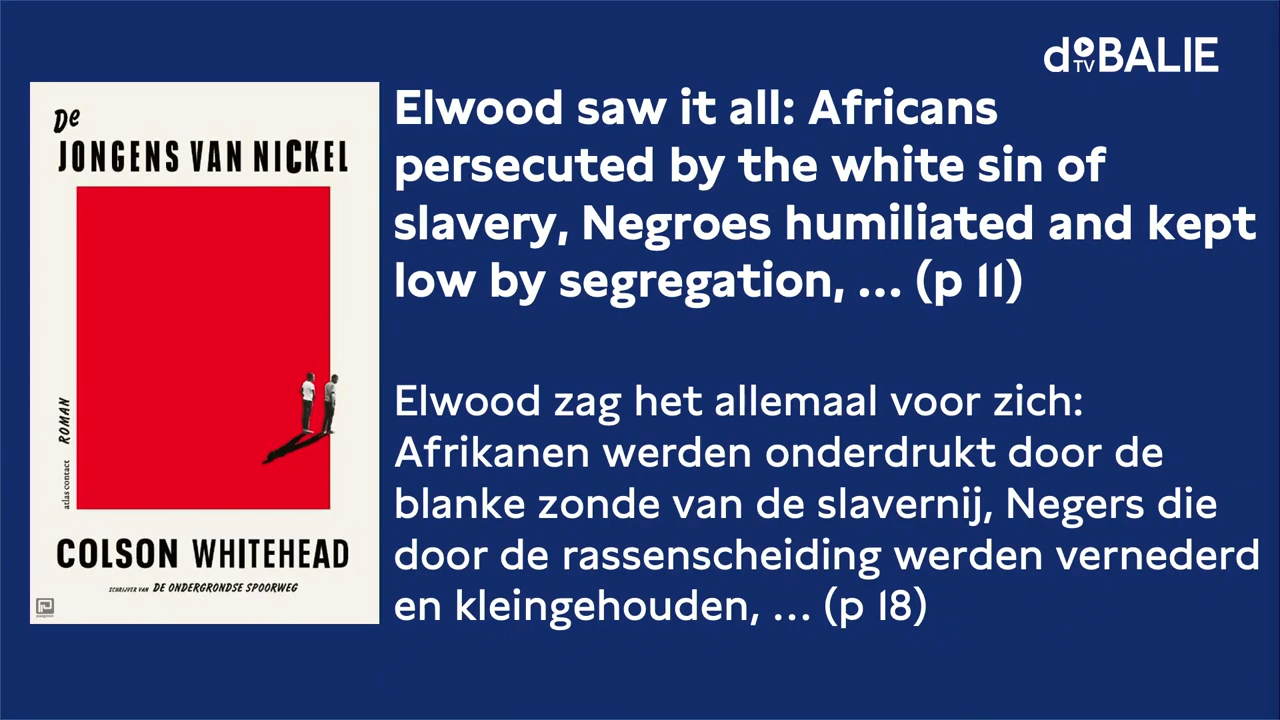 dTVBALIE
De
JONGENS VAN NICKEL
ROMAN
atlas contact
COLSON WHITEHEAD
SCHRIJVER VAN DE ONDERGRONDSE SPOORWEG
Elwood saw it all: Africans
persecuted by the white sin of
slavery, Negroes humiliated and kept
low by segregation, ... (p 11)
Elwood zag het allemaal voor zich:
Afrikanen werden onderdrukt door de
blanke zonde van de slavernij, Negers die
door de rassenscheiding werden vernederd
en kleingehouden, ... (p 18)